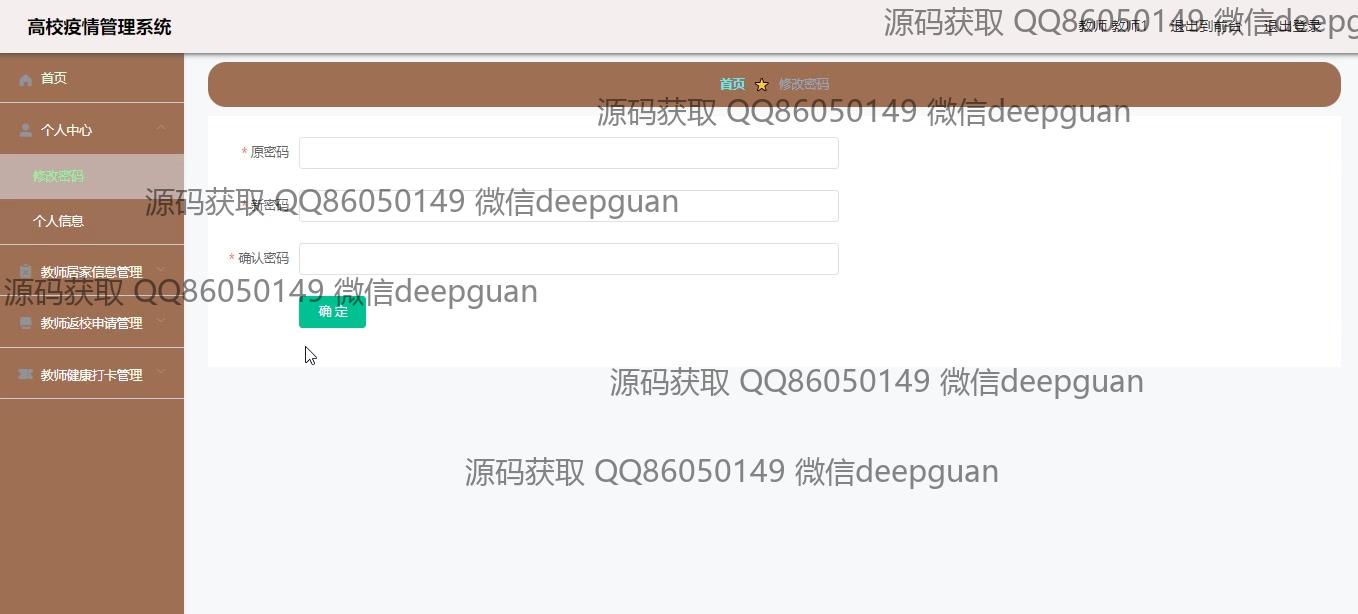 高校疫情管理系统
源码获取 QQ86050149 微信deepg
教师 教师1 退出到前台 退出登录
首页
个人中心
修改密码
个人信息
教师居家信息管理
教师返校申请管理
教师健康打卡管理
首页 修改密码
源码获取 QQ86050149 微信deepguan
* 原密码
源码获取 QQ86050149 微信deepguan
* 新密码
* 确认密码
源码获取 QQ86050149 微信deepguan
确 定
源码获取 QQ86050149 微信deepguan
源码获取 QQ86050149 微信deepguan